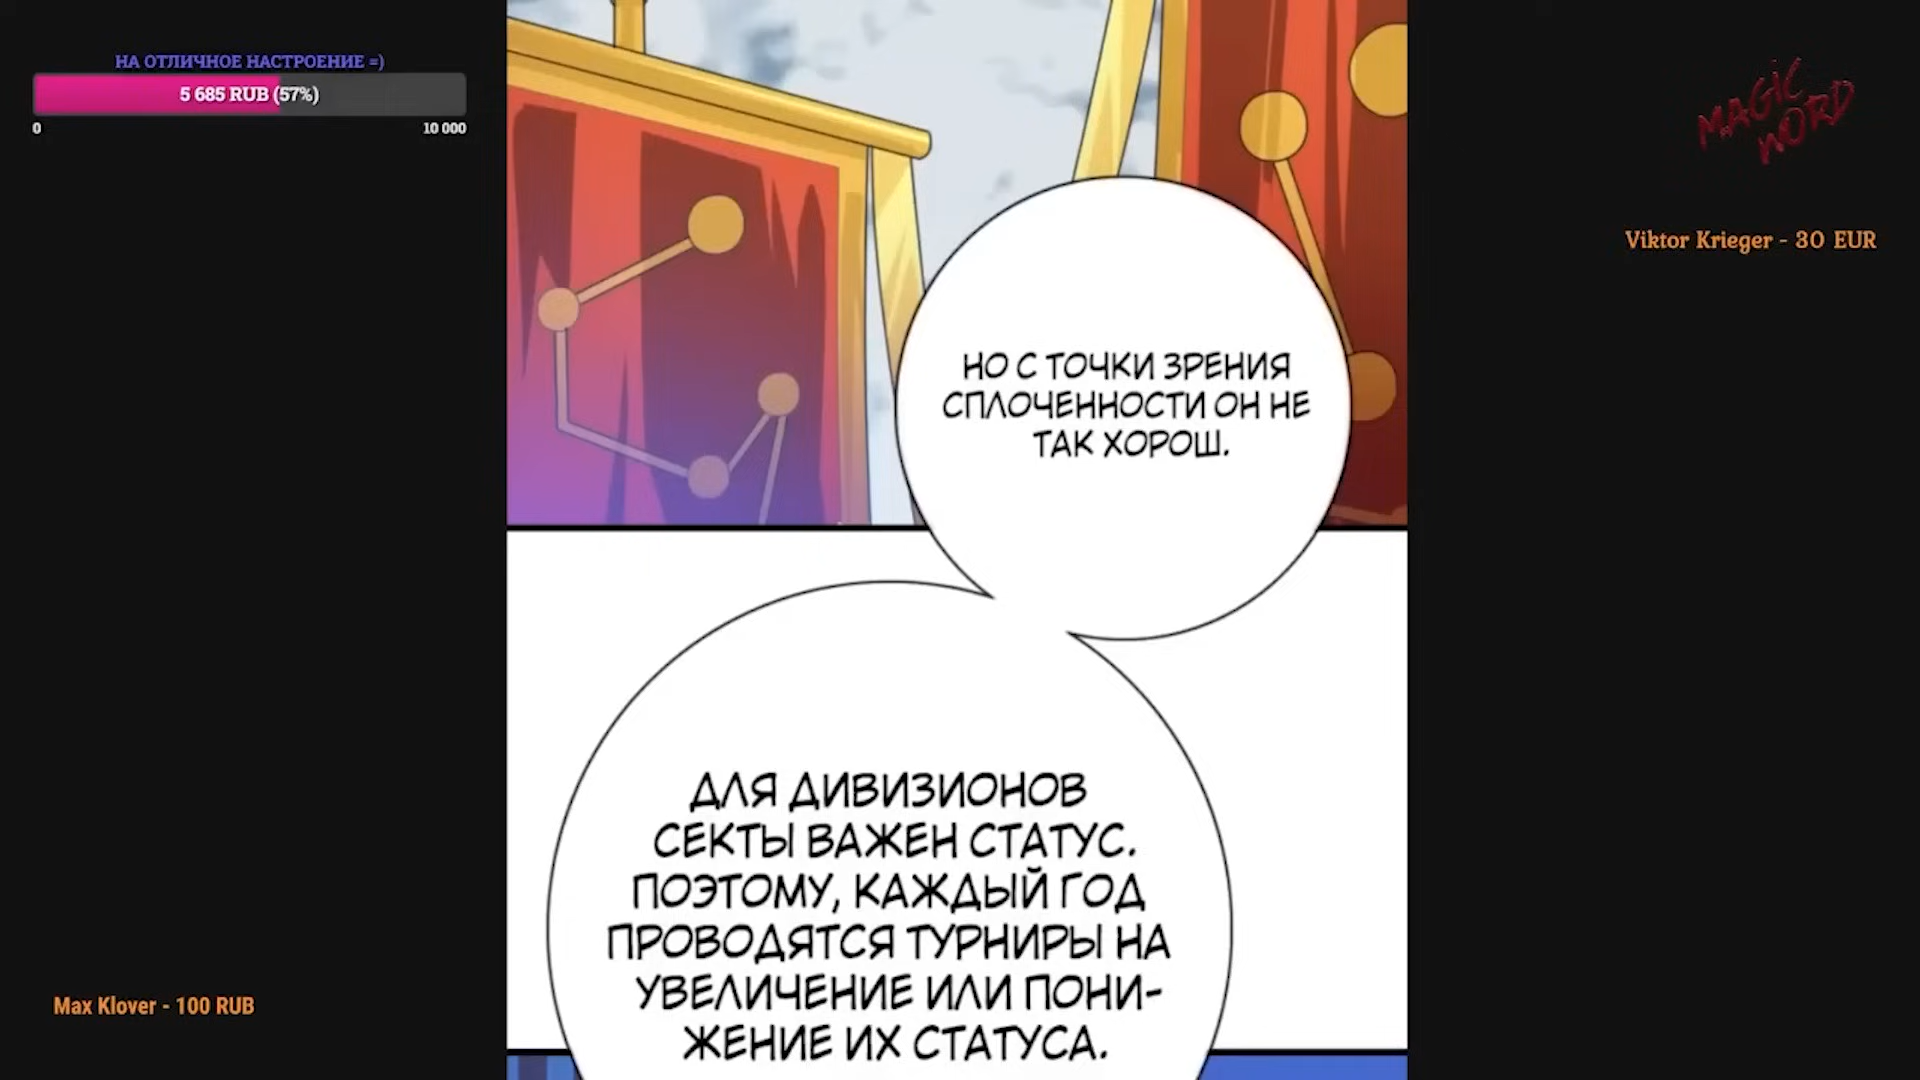 НА ОТЛИЧНОЕ НАСТРОЕНИЕ =)
5 685 RUB (57%)
0
10 000
MAGIC
WORD
Viktor Krieger - 30 EUR
НО С ТОЧКИ ЗРЕНИЯ
СПЛОЧЕННОСТИ ОН НЕ
ТАК ХОРОШ.
ДЛЯ ДИВИЗИОНОВ
СЕКТЫ ВАЖЕН СТАТУС.
ПОЭТОМУ, КАЖДЫЙ ГОД
ПРОВОДЯТСЯ ТУРНИРЫ НА
УВЕЛИЧЕНИЕ ИЛИ ПОНИ-
ЖЕНИЕ ИХ СТАТУСА.
Max Klover - 100 RUB